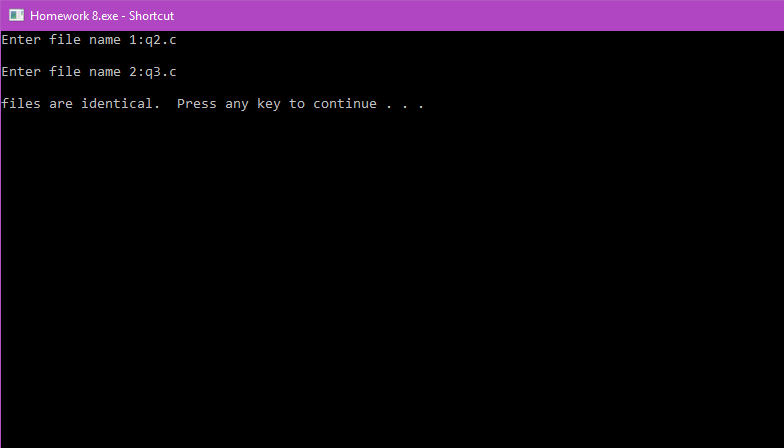 Homework 8.exe - Shortcut
Enter file name 1:q2.c
Enter file name 2:q3.c
files are identical.  Press any key to continue . . .